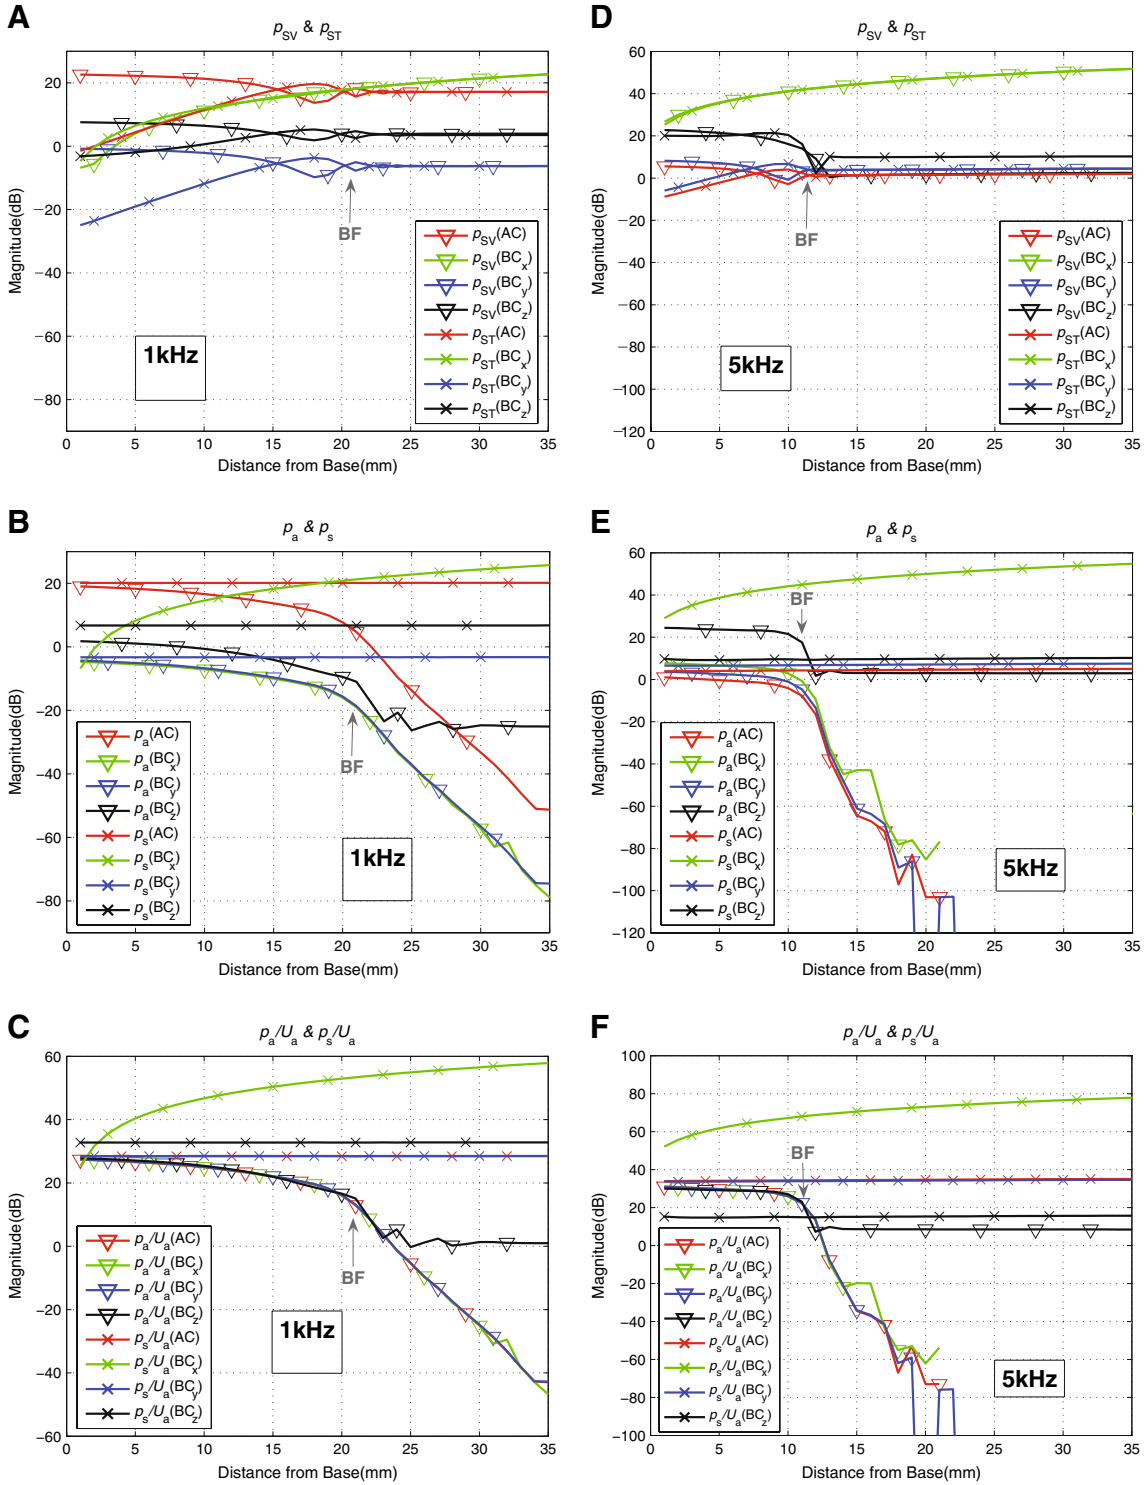 A
p_SV & p_ST
Magnitude(dB)
20
0
−20
−40
−60
−80
BF
1kHz
p_SV(AC)
p_SV(BC_x)
p_SV(BC_y)
p_SV(BC_z)
p_ST(AC)
p_ST(BC_x)
p_ST(BC_y)
p_ST(BC_z)
0 5 10 15 20 25 30 35
Distance from Base(mm)
D
p_SV & p_ST
Magnitude(dB)
60
40
20
0
−20
−40
−60
−80
−100
−120
BF
5kHz
p_SV(AC)
p_SV(BC_x)
p_SV(BC_y)
p_SV(BC_z)
p_ST(AC)
p_ST(BC_x)
p_ST(BC_y)
p_ST(BC_z)
0 5 10 15 20 25 30 35
Distance from Base(mm)
B
p_a & p_s
Magnitude(dB)
20
0
−20
−40
−60
−80
BF
1kHz
p_a(AC)
p_a(BC_x)
p_a(BC_y)
p_a(BC_z)
p_s(AC)
p_s(BC_x)
p_s(BC_y)
p_s(BC_z)
0 5 10 15 20 25 30 35
Distance from Base(mm)
E
p_a & p_s
Magnitude(dB)
60
40
20
0
−20
−40
−60
−80
−100
−120
BF
5kHz
p_a(AC)
p_a(BC_x)
p_a(BC_y)
p_a(BC_z)
p_s(AC)
p_s(BC_x)
p_s(BC_y)
p_s(BC_z)
0 5 10 15 20 25 30 35
Distance from Base(mm)
C
p_a/U_a & p_s/U_a
Magnitude(dB)
60
40
20
0
−20
−40
−60
BF
1kHz
p_a/U_a(AC)
p_a/U_a(BC_x)
p_a/U_a(BC_y)
p_a/U_a(BC_z)
p_s/U_a(AC)
p_s/U_a(BC_x)
p_s/U_a(BC_y)
p_s/U_a(BC_z)
0 5 10 15 20 25 30 35
Distance from Base(mm)
F
p_a/U_a & p_s/U_a
Magnitude(dB)
100
80
60
40
20
0
−20
−40
−60
−80
−100
BF
5kHz
p_a/U_a(AC)
p_a/U_a(BC_x)
p_a/U_a(BC_y)
p_a/U_a(BC_z)
p_s/U_a(AC)
p_s/U_a(BC_x)
p_s/U_a(BC_y)
p_s/U_a(BC_z)
0 5 10 15 20 25 30 35
Distance from Base(mm)